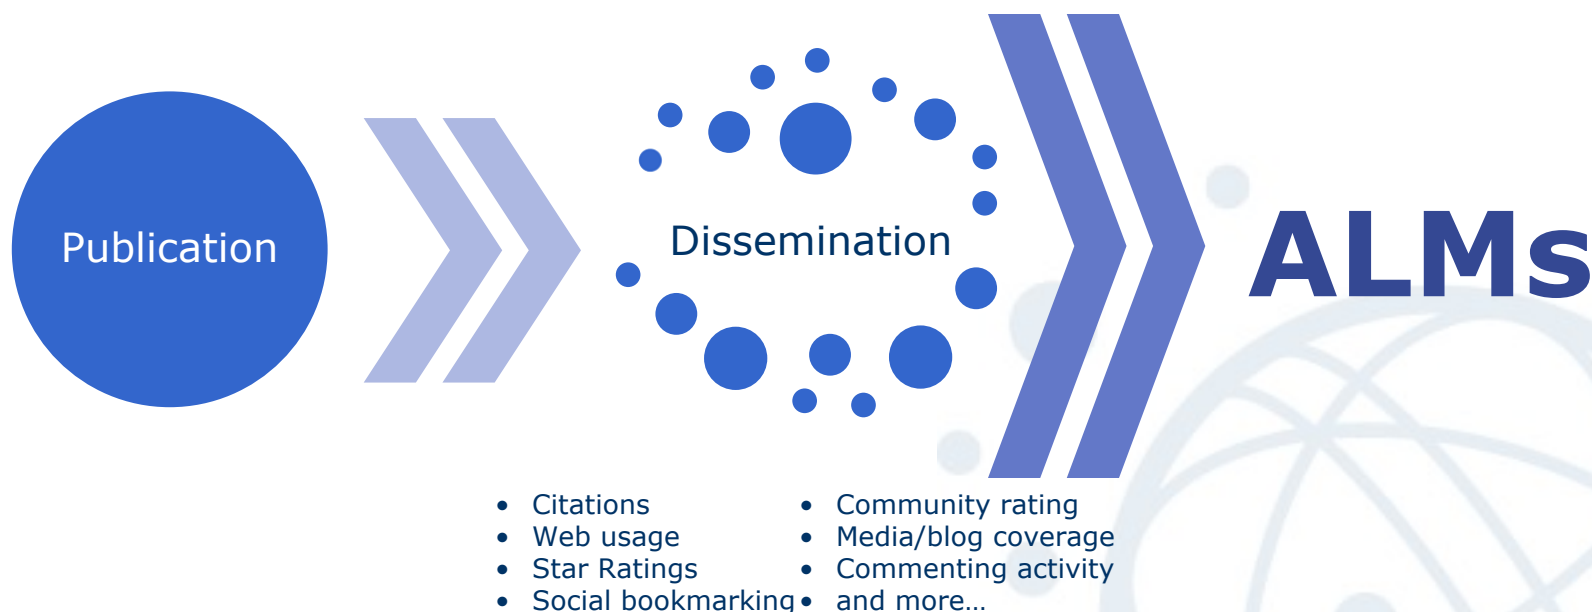 Publication
Dissemination
ALMs
• Citations
• Web usage
• Star Ratings
• Social bookmarking
• Community rating
• Media/blog coverage
• Commenting activity
• and more…